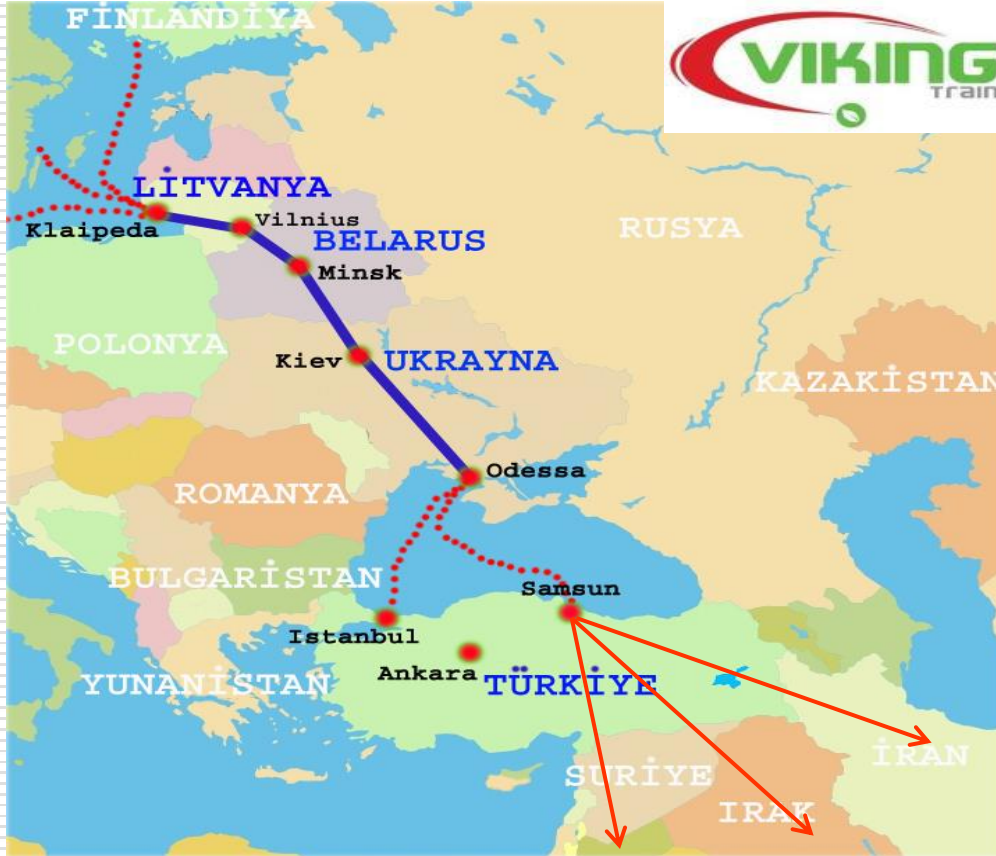 FİNLANDİYA
VIKING
Train
LİTVANYA
Klaipeda
Vilnius
BELARUS
RUSYA
Minsk
POLONYA
Kiev
UKRAYNA
KAZAKİSTAN
Odessa
ROMANYA
BULGARİSTAN
Samsun
Istanbul
Ankara
TÜRKİYE
YUNANİSTAN
İRAN
SURİYE
IRAK